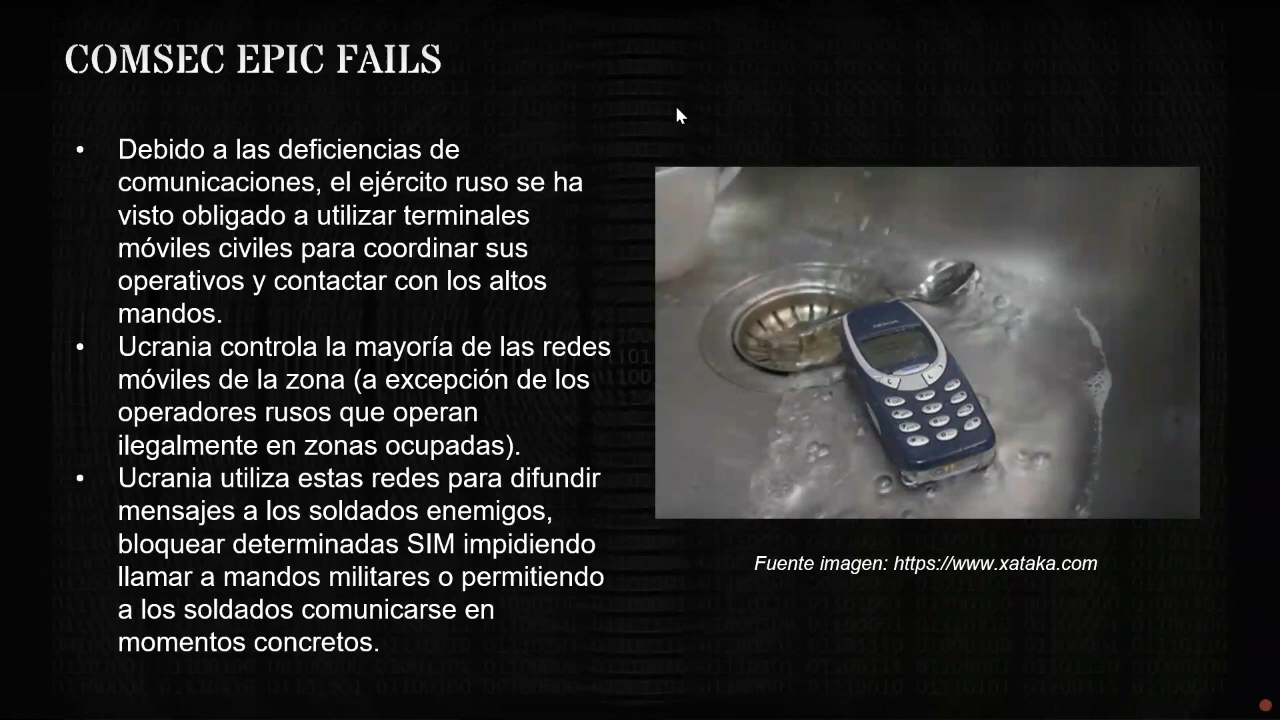 COMSEC EPIC FAILS
• Debido a las deficiencias de
comunicaciones, el ejército ruso se ha
visto obligado a utilizar terminales
móviles civiles para coordinar sus
operativos y contactar con los altos
mandos.
• Ucrania controla la mayoría de las redes
móviles de la zona (a excepción de los
operadores rusos que operan
ilegalmente en zonas ocupadas).
• Ucrania utiliza estas redes para difundir
mensajes a los soldados enemigos,
bloquear determinadas SIM impidiendo
llamar a mandos militares o permitiendo
a los soldados comunicarse en
momentos concretos.
NOKIA
Fuente imagen: https://www.xataka.com